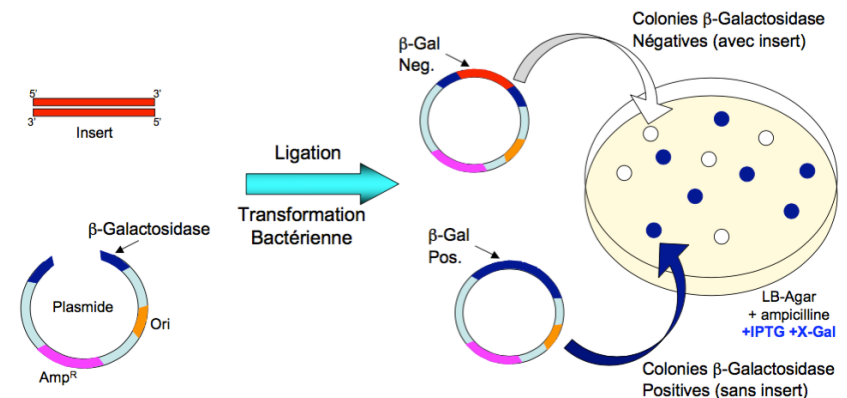 5' 3'
3' 5'
Insert
β-Galactosidase
Plasmide
Ori
AmpR
Ligation
Transformation
Bactérienne
β-Gal
Neg.
β-Gal
Pos.
Colonies β-Galactosidase
Négatives (avec insert)
LB-Agar
+ ampicilline
+IPTG +X-Gal
Colonies β-Galactosidase
Positives (sans insert)